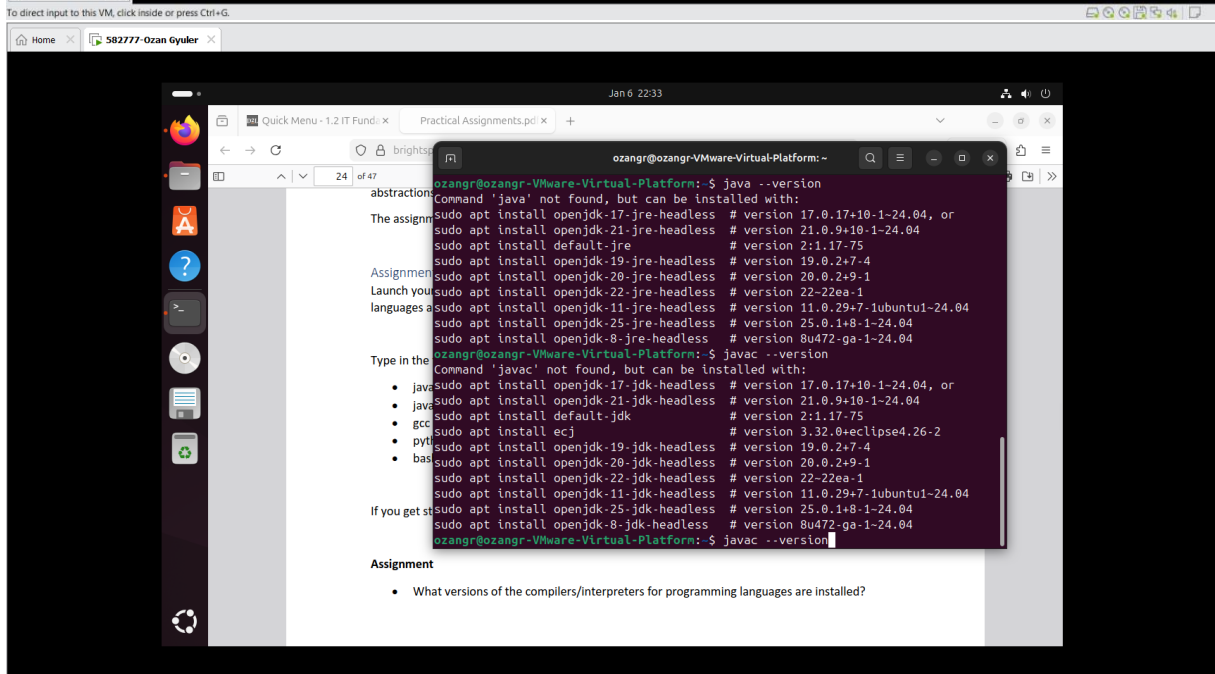 To direct input to this VM, click inside or press Ctrl+G.
Home
582777-Ozan Gyuler
Jan 6 22:33
Quick Menu - 1.2 IT Funda
Practical Assignments.pd
brightsp
24 of 47
abstractions
The assignm
Assignmen
Launch your
languages a
Type in the
java
java
gcc
pyth
bas
If you get st
Assignment
What versions of the compilers/interpreters for programming languages are installed?
ozangr@ozangr-VMware-Virtual-Platform: ~
ozangr@ozangr-VMware-Virtual-Platform:~$ java --version
Command 'java' not found, but can be installed with:
sudo apt install openjdk-17-jre-headless # version 17.0.17+10-1~24.04, or
sudo apt install openjdk-21-jre-headless # version 21.0.9+10-1~24.04
sudo apt install default-jre # version 2:1.17-75
sudo apt install openjdk-19-jre-headless # version 19.0.2+7-4
sudo apt install openjdk-20-jre-headless # version 20.0.2+9-1
sudo apt install openjdk-22-jre-headless # version 22~22ea-1
sudo apt install openjdk-11-jre-headless # version 11.0.29+7-1ubuntu1~24.04
sudo apt install openjdk-25-jre-headless # version 25.0.1+8-1~24.04
sudo apt install openjdk-8-jre-headless # version 8u472-ga-1~24.04
ozangr@ozangr-VMware-Virtual-Platform:~$ javac --version
Command 'javac' not found, but can be installed with:
sudo apt install openjdk-17-jdk-headless # version 17.0.17+10-1~24.04, or
sudo apt install openjdk-21-jdk-headless # version 21.0.9+10-1~24.04
sudo apt install default-jdk # version 2:1.17-75
sudo apt install ecj # version 3.32.0+eclipse4.26-2
sudo apt install openjdk-19-jdk-headless # version 19.0.2+7-4
sudo apt install openjdk-20-jdk-headless # version 20.0.2+9-1
sudo apt install openjdk-22-jdk-headless # version 22~22ea-1
sudo apt install openjdk-11-jdk-headless # version 11.0.29+7-1ubuntu1~24.04
sudo apt install openjdk-25-jdk-headless # version 25.0.1+8-1~24.04
sudo apt install openjdk-8-jdk-headless # version 8u472-ga-1~24.04
ozangr@ozangr-VMware-Virtual-Platform:~$ javac --version